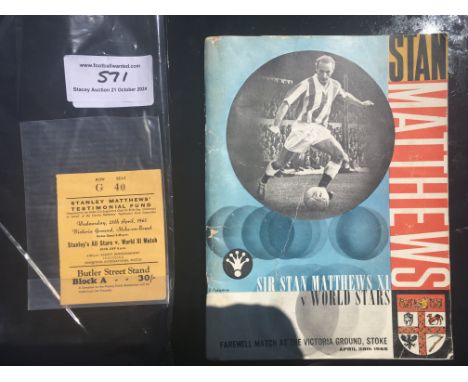 www.footballwanted.com
571
Stacey Auction 21 October 2024
ROW SEAT
G 40
STANLEY MATTHEWS'
TESTIMONIAL FUND
Wednesday, 28th April, 1965
Victoria Ground, Stoke-on-Trent
Stanley's All Stars v. World XI Match
Butler Street Stand
Block A 30/-
STAN
MATTHEWS
SIR STAN MATTHEWS XI
v WORLD STARS
FAREWELL MATCH AT THE VICTORIA GROUND, STOKE
APRIL 28th 1965